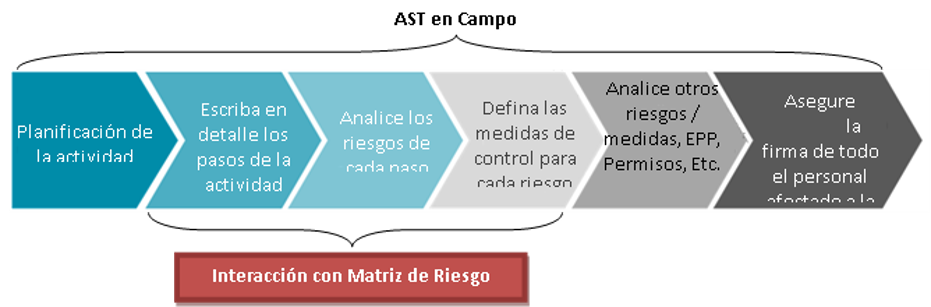 AST en Campo
Planificación de
la actividad
Escriba en
detalle los
pasos de la
actividad
Analice los
riesgos de
cada paso
Defina las
medidas de
control para
cada riesgo
Analice otros
riesgos /
medidas, EPP,
Permisos, Etc.
Asegure
la
firma de todo
el personal
afectado a la
Interacción con Matriz de Riesgo